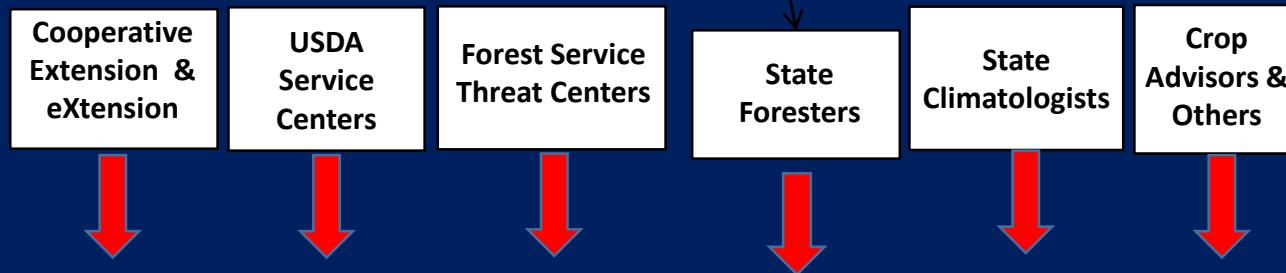 Cooperative
Extension & 
eXtension
USDA
Service
Centers
Forest Service
Threat Centers
State
Foresters
State
Climatologists
Crop
Advisors &
Others